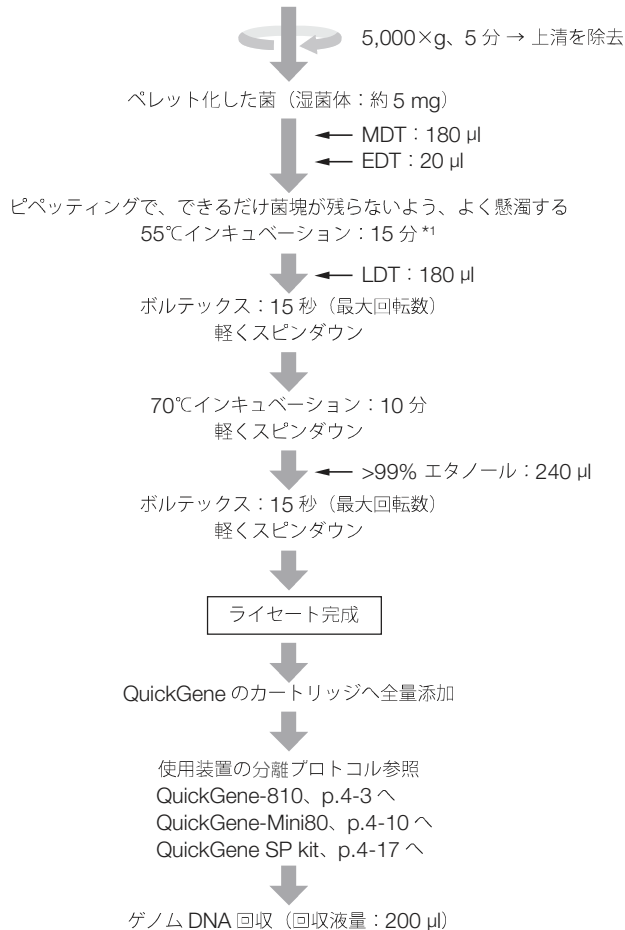 5,000×g、5 分 → 上清を除去
ペレット化した菌（湿菌体：約 5 mg）
MDT：180 µl
EDT：20 µl
ピペッティングで、できるだけ菌塊が残らないよう、よく懸濁する
55℃インキュベーション：15 分 *1
LDT：180 µl
ボルテックス：15 秒（最大回転数）
軽くスピンダウン
70℃インキュベーション：10 分
軽くスピンダウン
>99% エタノール：240 µl
ボルテックス：15 秒（最大回転数）
軽くスピンダウン
ライセート完成
QuickGene のカートリッジへ全量添加
使用装置の分離プロトコル参照
QuickGene-810、p.4-3 へ
QuickGene-Mini80、p.4-10 へ
QuickGene SP kit、p.4-17 へ
ゲノム DNA 回収（回収液量：200 µl）